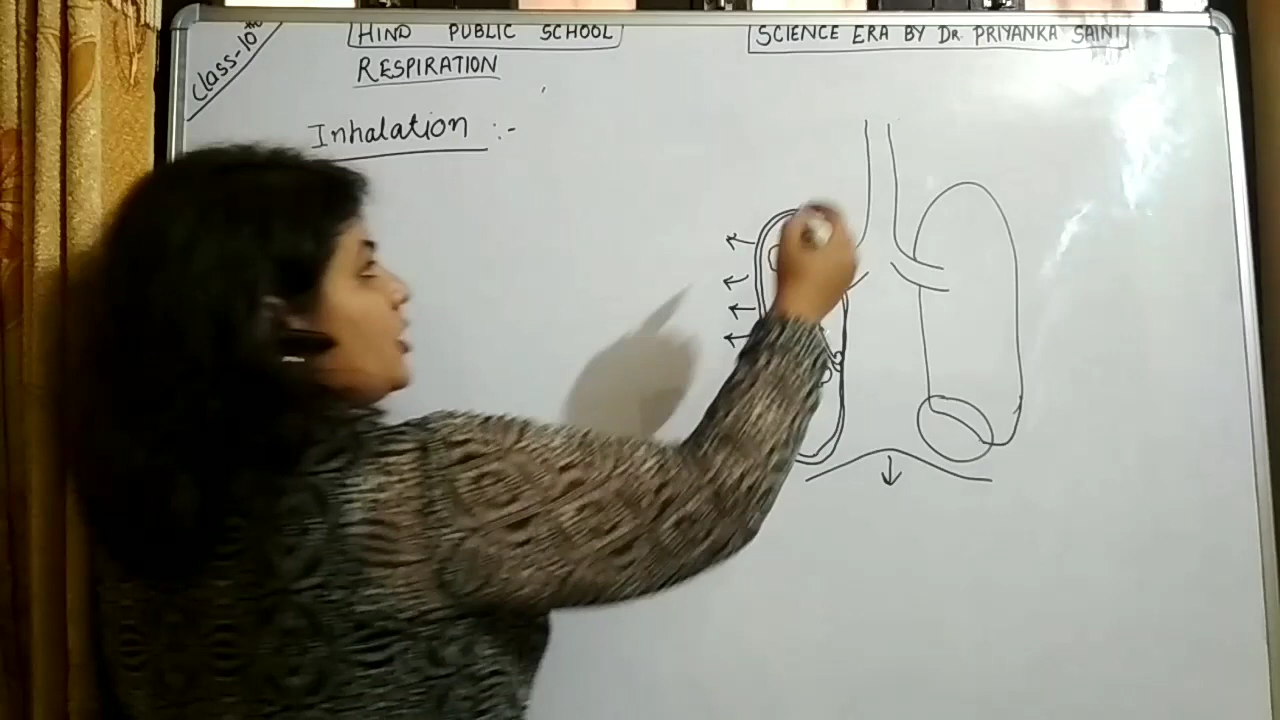 Class-10th
HIND PUBLIC SCHOOL
SCIENCE ERA BY DR. PRIYANKA SAINI
RESPIRATION
Inhalation :-